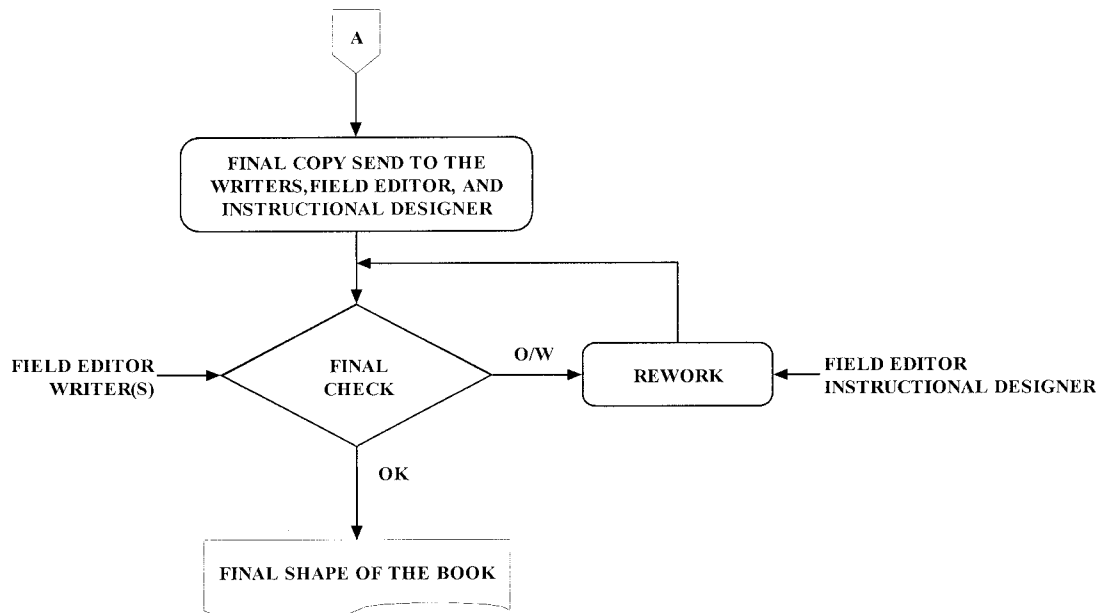 A
FINAL COPY SEND TO THE
WRITERS,FIELD EDITOR, AND
INSTRUCTIONAL DESIGNER
FIELD EDITOR
WRITER(S)
FINAL
CHECK
O/W
REWORK
FIELD EDITOR
INSTRUCTIONAL DESIGNER
OK
FINAL SHAPE OF THE BOOK